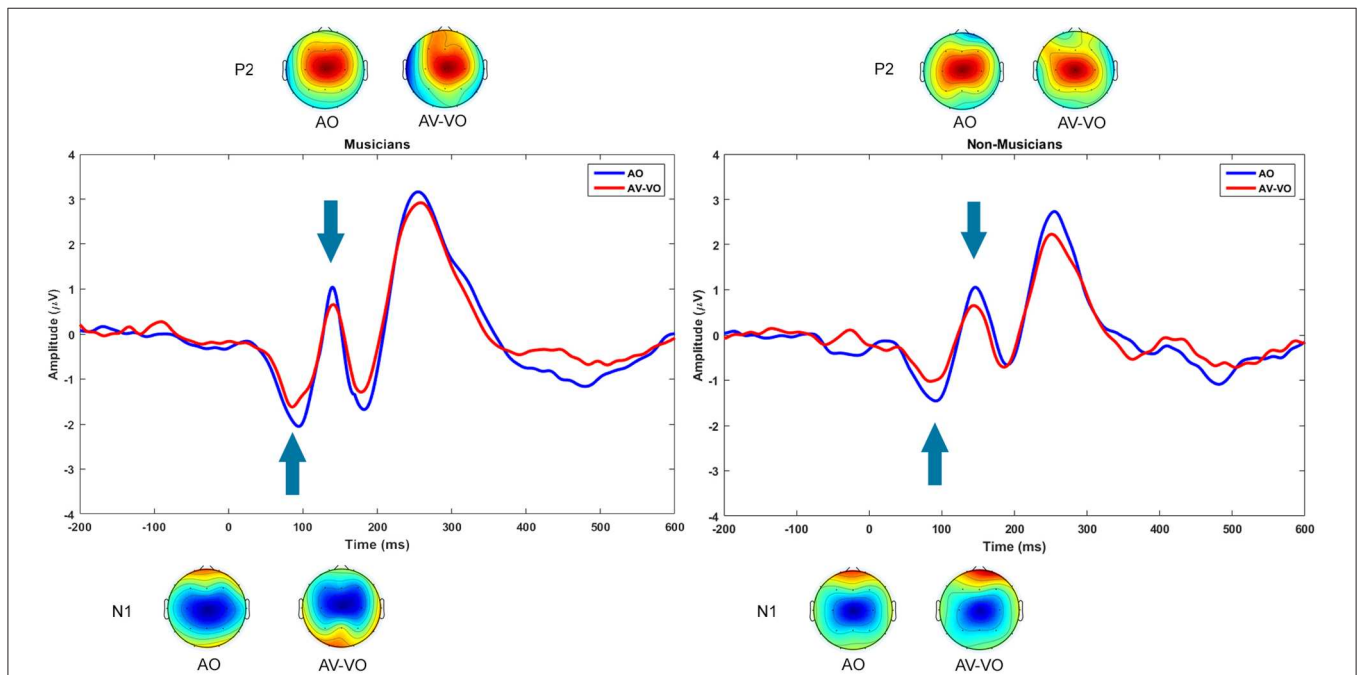 P2
AO
AV-VO
P2
AO
AV-VO
Musicians
4
3
2
1
0
-1
-2
-3
-4
Amplitude (μV)
AO
AV-VO
-200
-100
0
100
200
300
400
500
600
Time (ms)
Non-Musicians
4
3
2
1
0
-1
-2
-3
-4
Amplitude (μV)
AO
AV-VO
-200
-100
0
100
200
300
400
500
600
Time (ms)
N1
AO
AV-VO
N1
AO
AV-VO